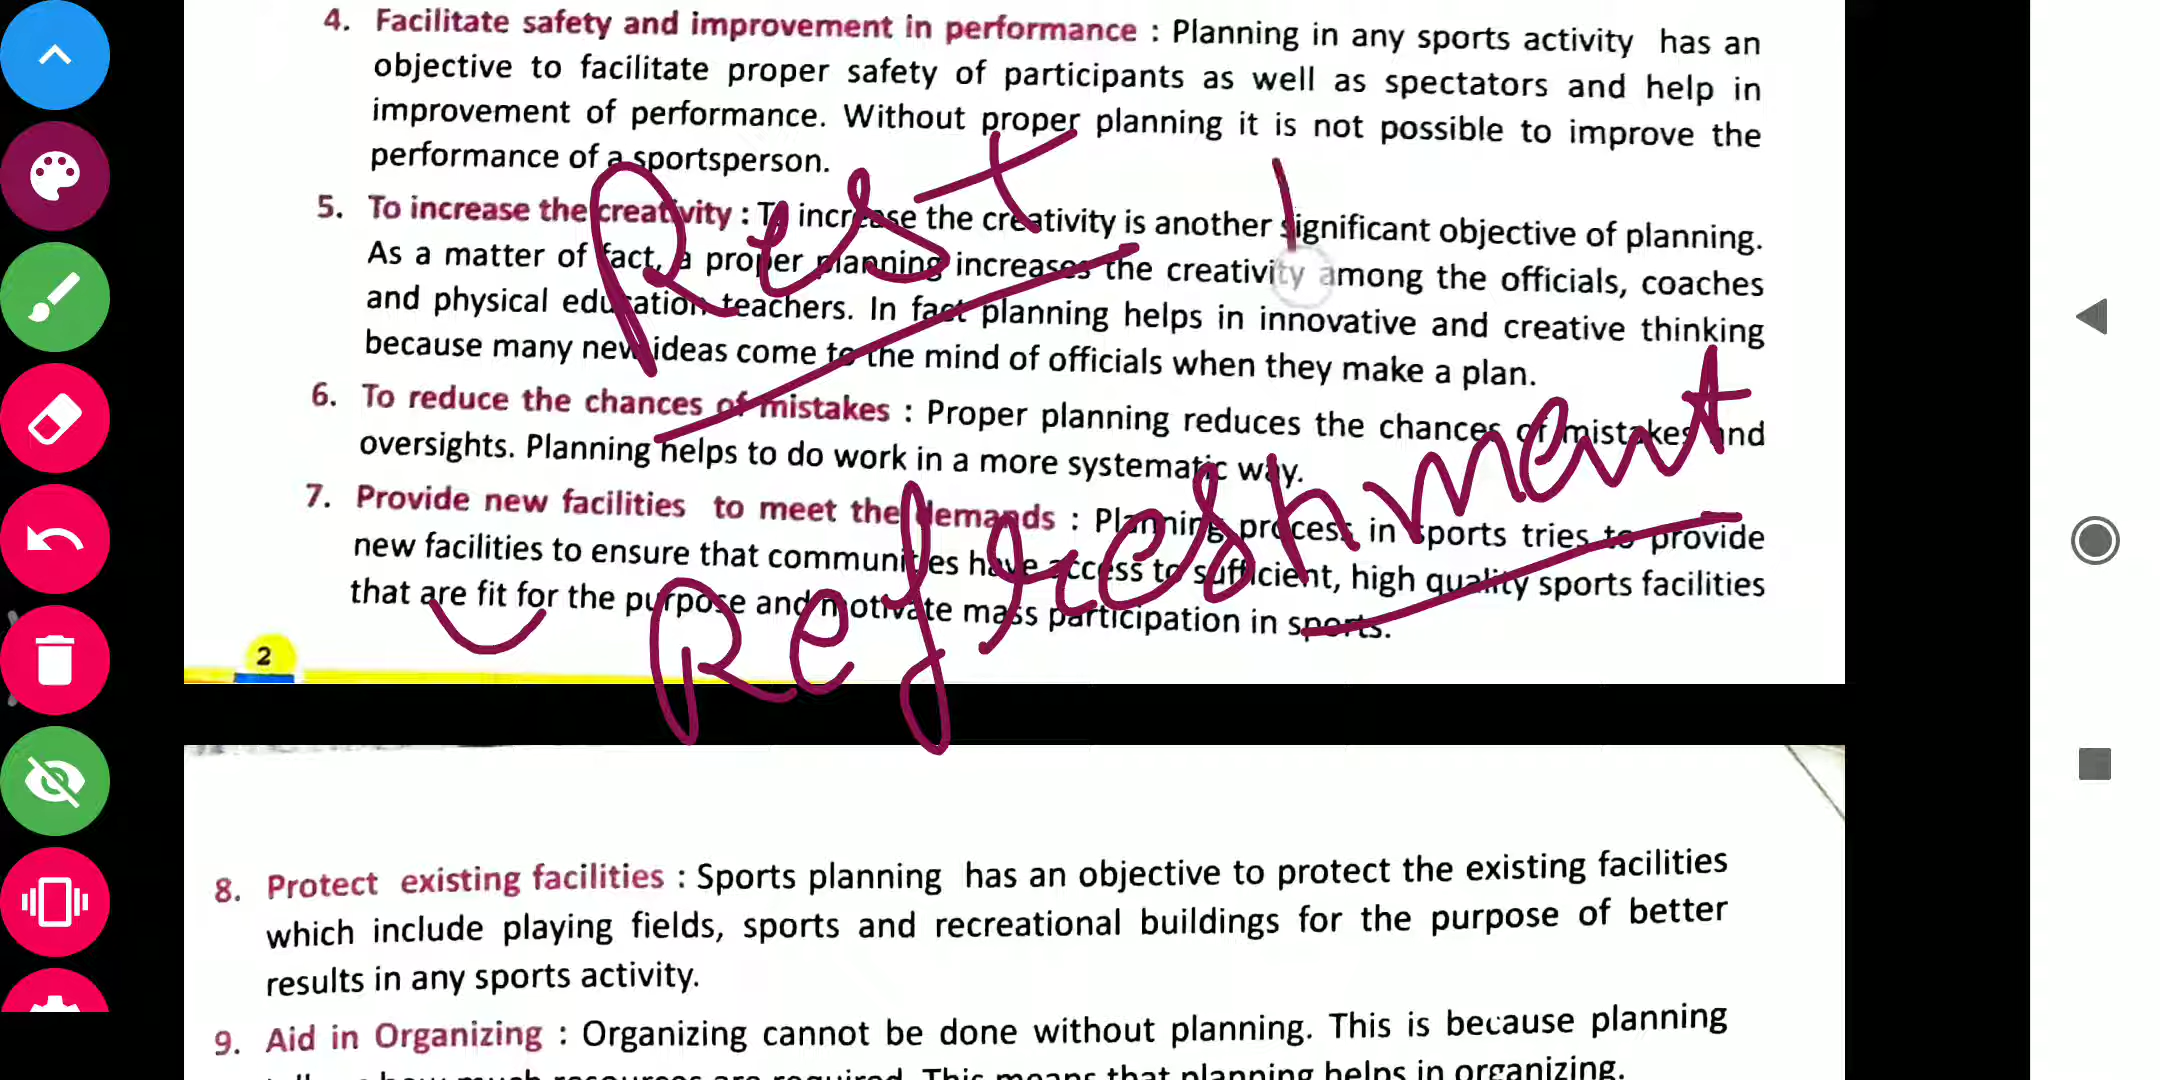 4. Facilitate safety and improvement in performance : Planning in any sports activity has an
objective to facilitate proper safety of participants as well as spectators and help in
improvement of performance. Without proper planning it is not possible to improve the
performance of a sportsperson.
5. To increase the creativity : To increase the creativity is another significant objective of planning.
As a matter of fact, a proper planning increases the creativity among the officials, coaches
and physical education teachers. In fact planning helps in innovative and creative thinking
because many new ideas come to the mind of officials when they make a plan.
Rest
6. To reduce the chances of mistakes : Proper planning reduces the chances of mistakes and
oversights. Planning helps to do work in a more systematic way.
7. Provide new facilities to meet the demands : Planning process in sports tries to provide
new facilities to ensure that communities have access to sufficient, high quality sports facilities
that are fit for the purpose and motivate mass participation in sports.
Refreshment
2
8. Protect existing facilities : Sports planning has an objective to protect the existing facilities
which include playing fields, sports and recreational buildings for the purpose of better
results in any sports activity.
9. Aid in Organizing : Organizing cannot be done without planning. This is because planning
how much resources are required. This means that planning helps in organizing.